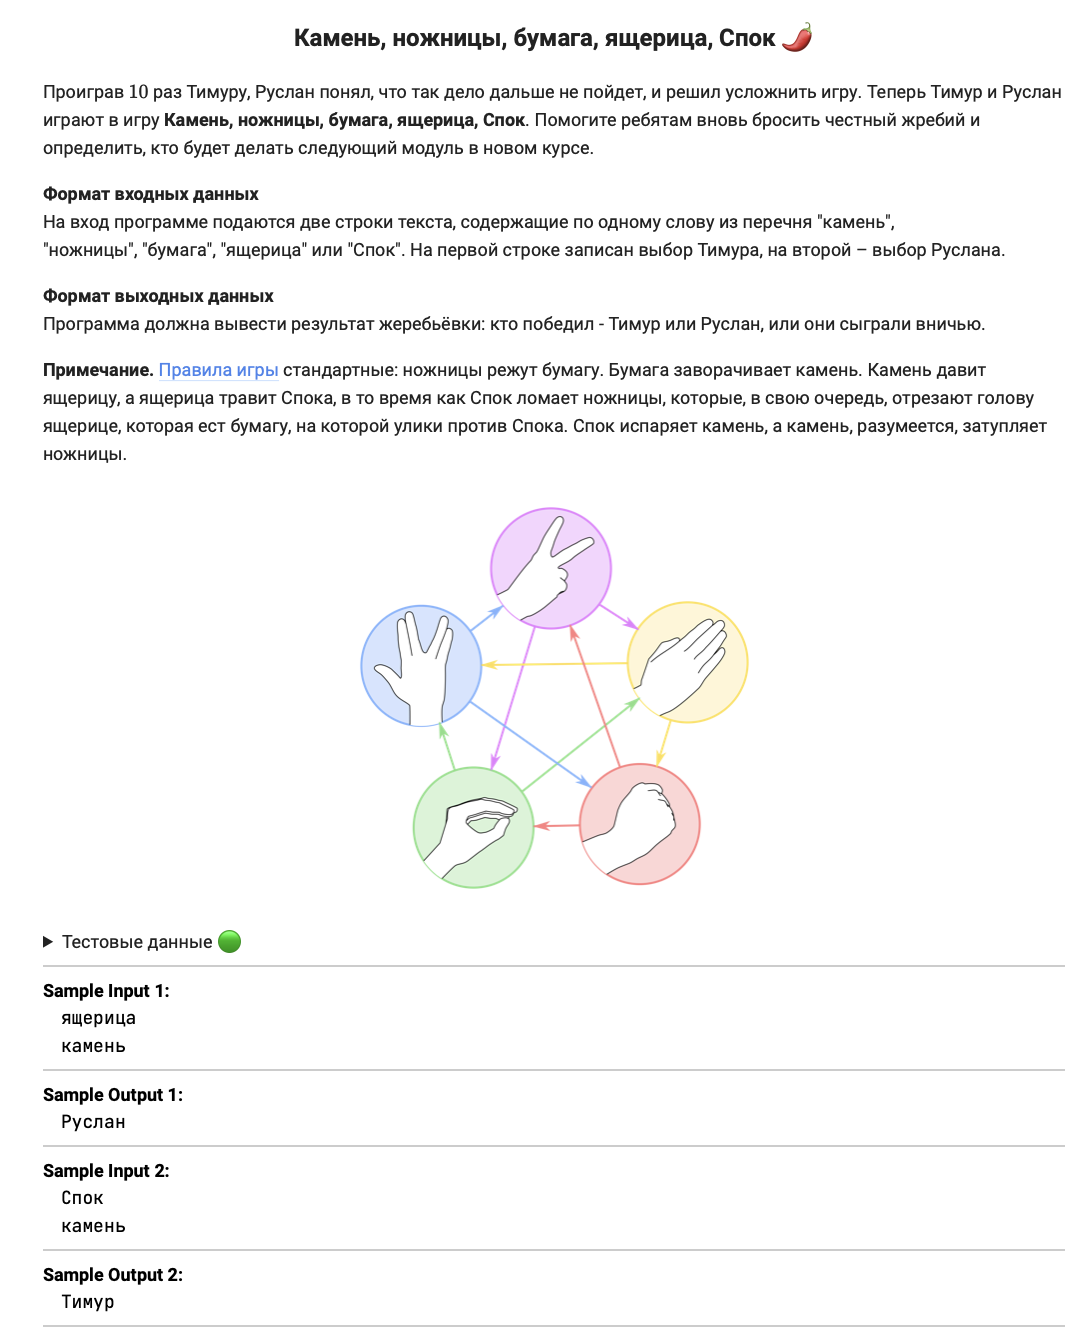 Камень, ножницы, бумага, ящерица, Спок
Проиграв 10 раз Тимуру, Руслан понял, что так дело дальше не пойдет, и решил усложнить игру. Теперь Тимур и Руслан
играют в игру Камень, ножницы, бумага, ящерица, Спок. Помогите ребятам вновь бросить честный жребий и
определить, кто будет делать следующий модуль в новом курсе.
Формат входных данных
На вход программе подаются две строки текста, содержащие по одному слову из перечня "камень",
"ножницы", "бумага", "ящерица" или "Спок". На первой строке записан выбор Тимура, на второй – выбор Руслана.
Формат выходных данных
Программа должна вывести результат жеребьёвки: кто победил - Тимур или Руслан, или они сыграли вничью.
Примечание. Правила игры стандартные: ножницы режут бумагу. Бумага заворачивает камень. Камень давит
ящерицу, а ящерица травит Спока, в то время как Спок ломает ножницы, которые, в свою очередь, отрезают голову
ящерице, которая ест бумагу, на которой улики против Спока. Спок испаряет камень, а камень, разумеется, затупляет
ножницы.
Тестовые данные
Sample Input 1:
ящерица
камень
Sample Output 1:
Руслан
Sample Input 2:
Спок
камень
Sample Output 2:
Тимур